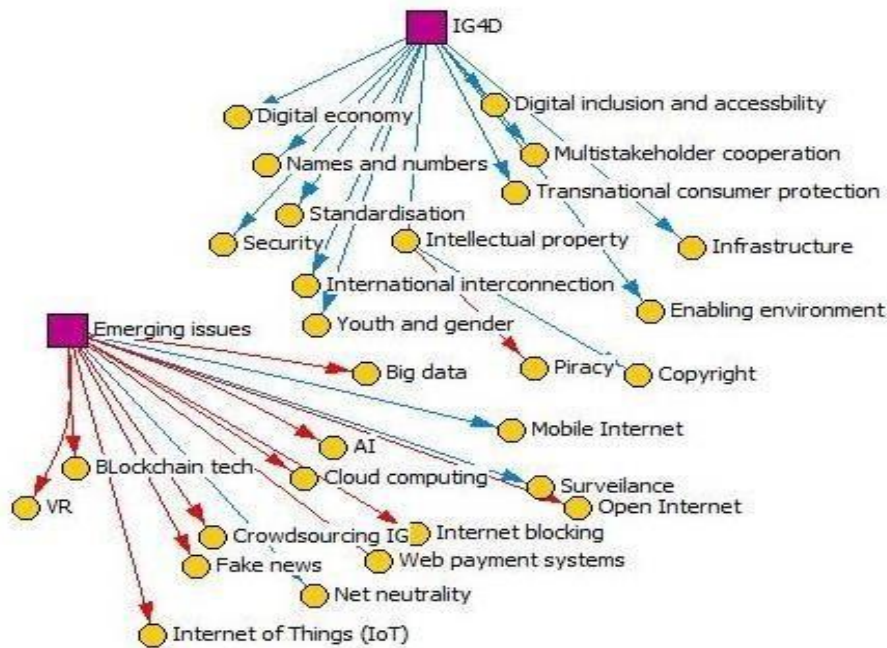 IG4D
Digital economy
Digital inclusion and accessbility
Names and numbers
Multistakeholder cooperation
Transnational consumer protection
Standardisation
Security
Intellectual property
Infrastructure
International interconnection
Enabling environment
Youth and gender
Emerging issues
Big data
Piracy
Copyright
Mobile Internet
AI
BLockchain tech
Cloud computing
Surveilance
VR
Open Internet
Crowdsourcing IG
Internet blocking
Fake news
Web payment systems
Net neutrality
Internet of Things (IoT)